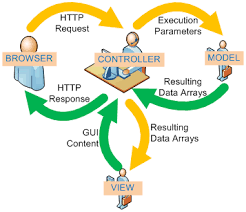 HTTP
Request
Execution
Parameters
BROWSER
CONTROLLER
MODEL
HTTP
Response
Resulting
Data Arrays
GUI
Content
Resulting
Data Arrays
VIEW